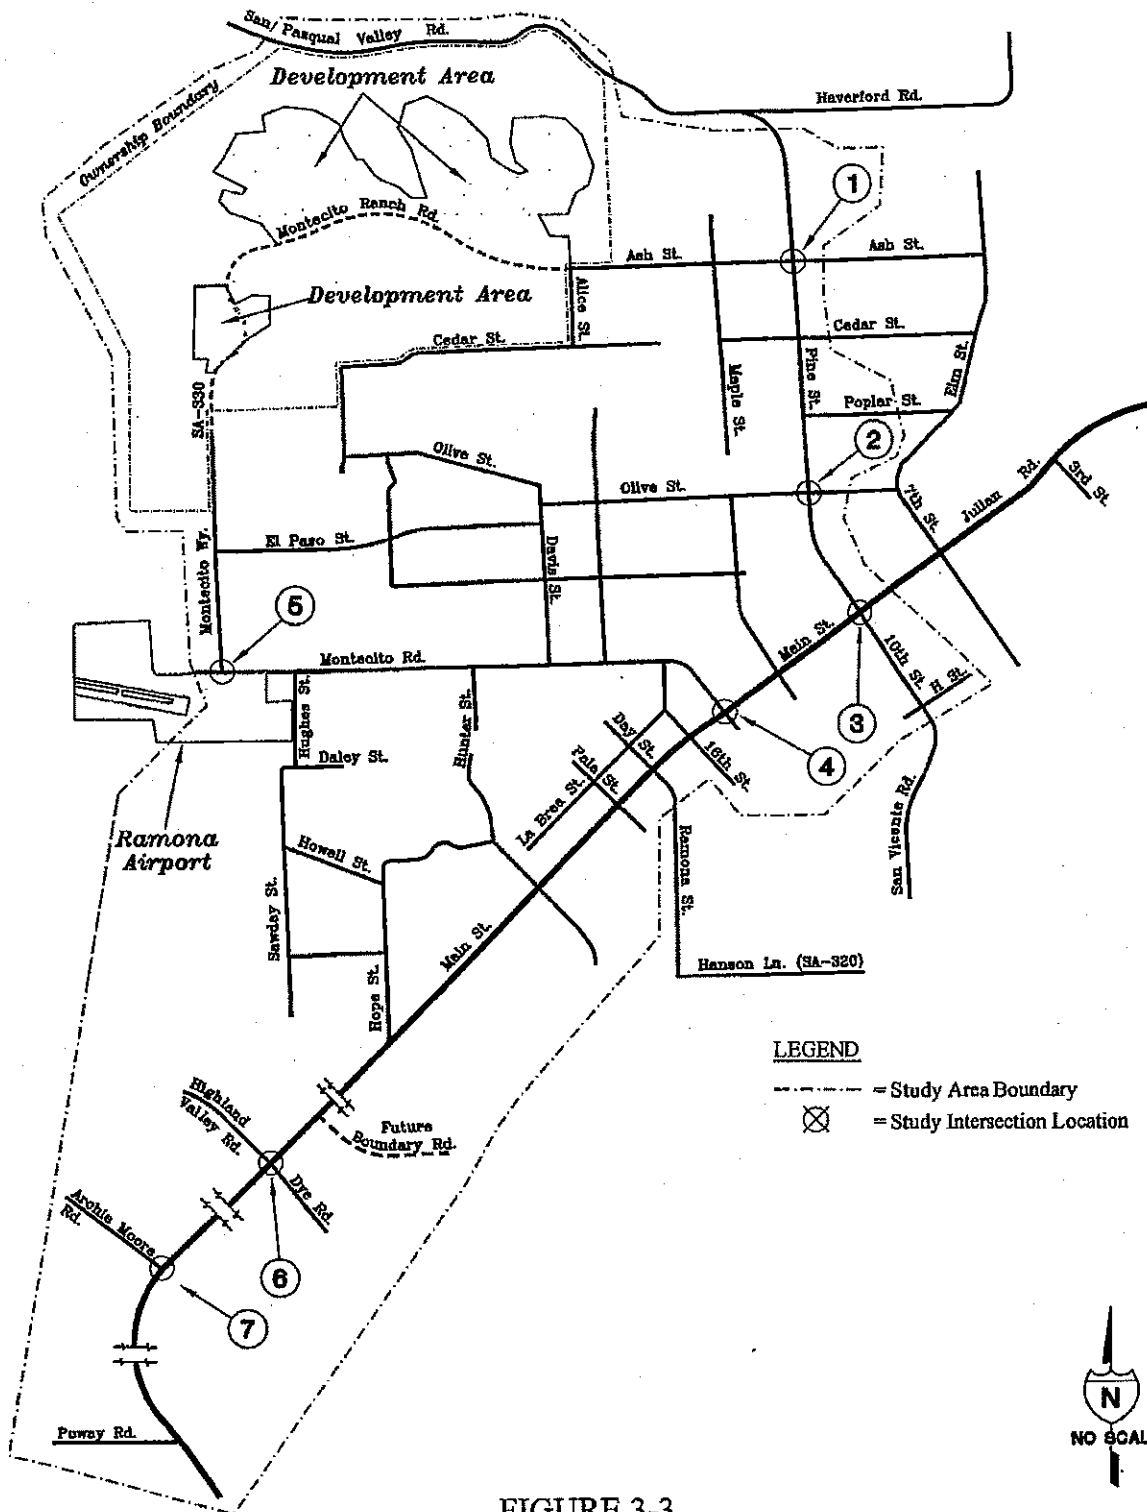 San Pasqual Valley Rd.
Development Area
Haverford Rd.
Ownership Boundary
1
Montecito Ranch Rd.
Ash St.
Ash St.
Development Area
Alice St.
Cedar St.
Cedar St.
Maple St.
Pine St.
Elm St.
Poplar St.
SA-330
2
Olive St.
Olive St.
7th St.
Julian Rd.
3rd St.
El Paso St.
Davis St.
Montecito Wy.
5
Main St.
10th St.
H St.
Montecito Rd.
Hughes St.
Hunter St.
Day St.
16th St.
3
4
Daley St.
Pala St.
La Brea St.
San Vicente Rd.
Ramona
Airport
Howell St.
Ramona St.
Sawday St.
Main St.
Hope St.
Hanson Ln. (SA-320)
LEGEND
= Study Area Boundary
= Study Intersection Location
Highland
Valley Rd.
Future
Boundary Rd.
Dye Rd.
Archie Moore
Rd.
6
7
Poway Rd.
N
NO SCAL
FIGURE 3-3